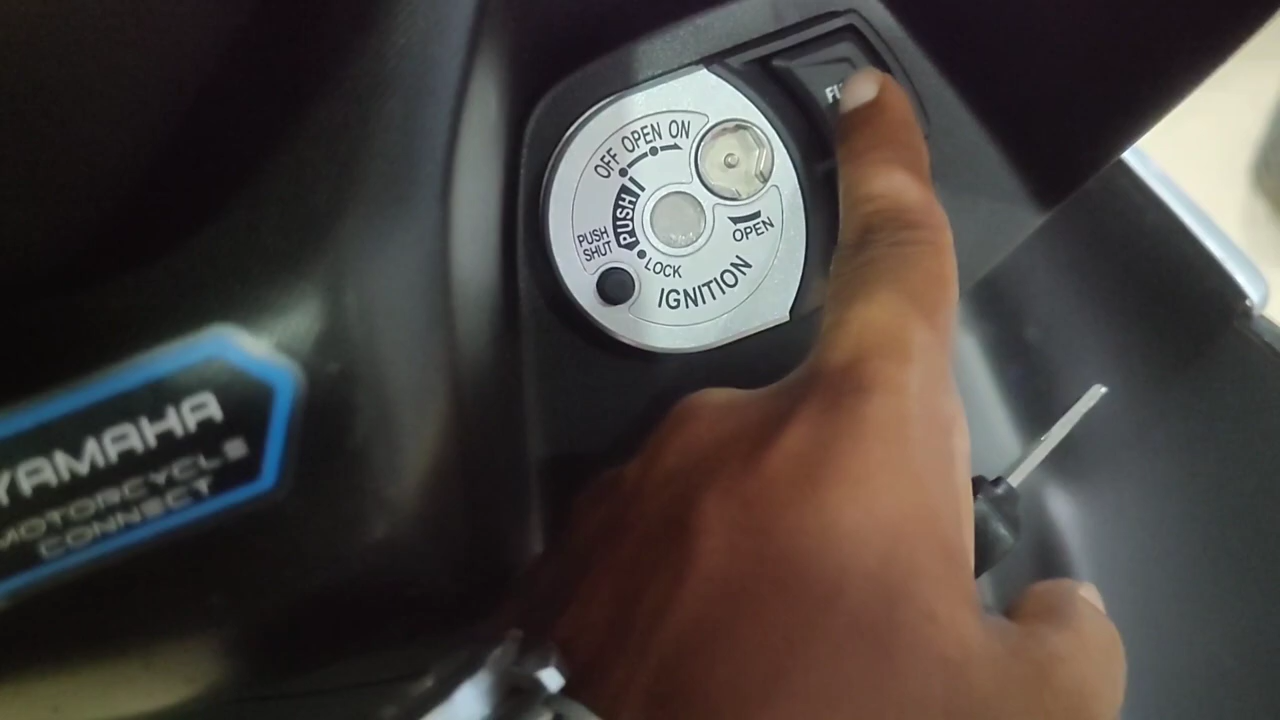 OFF OPEN ON
PUSH
PUSH
SHUT
LOCK
OPEN
IGNITION
YAMAHA
MOTORCYCLE
CONNECT